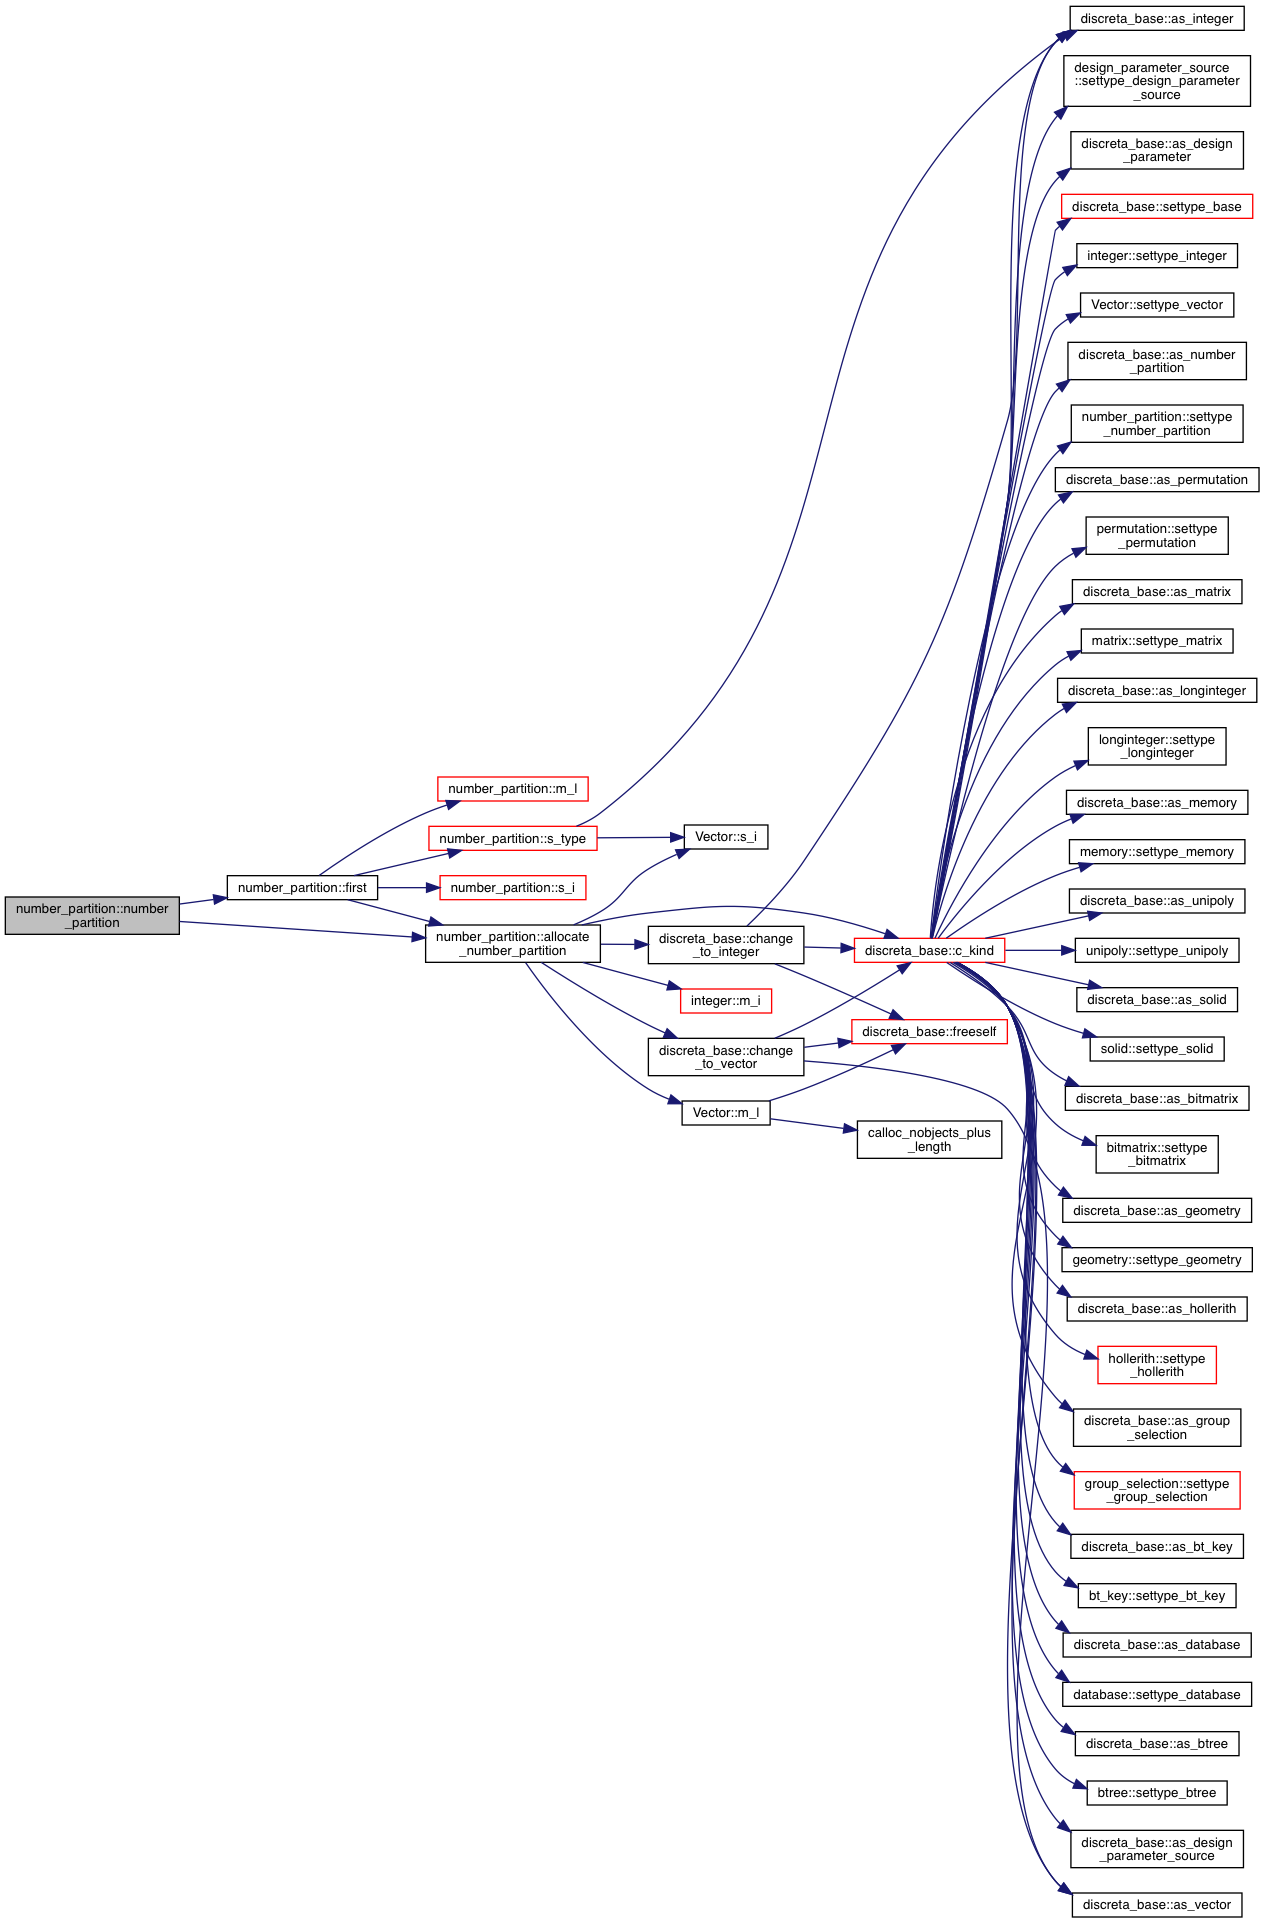 number_partition::number
_partition
number_partition::first
number_partition::m_l
number_partition::s_type
number_partition::s_i
number_partition::allocate
_number_partition
Vector::s_i
discreta_base::change
_to_integer
integer::m_i
discreta_base::change
_to_vector
Vector::m_l
discreta_base::c_kind
discreta_base::freeself
calloc_nobjects_plus
_length
discreta_base::as_integer
design_parameter_source
::settype_design_parameter
_source
discreta_base::as_design
_parameter
discreta_base::settype_base
integer::settype_integer
Vector::settype_vector
discreta_base::as_number
_partition
number_partition::settype
_number_partition
discreta_base::as_permutation
permutation::settype
_permutation
discreta_base::as_matrix
matrix::settype_matrix
discreta_base::as_longinteger
longinteger::settype
_longinteger
discreta_base::as_memory
memory::settype_memory
discreta_base::as_unipoly
unipoly::settype_unipoly
discreta_base::as_solid
solid::settype_solid
discreta_base::as_bitmatrix
bitmatrix::settype
_bitmatrix
discreta_base::as_geometry
geometry::settype_geometry
discreta_base::as_hollerith
hollerith::settype
_hollerith
discreta_base::as_group
_selection
group_selection::settype
_group_selection
discreta_base::as_bt_key
bt_key::settype_bt_key
discreta_base::as_database
database::settype_database
discreta_base::as_btree
btree::settype_btree
discreta_base::as_design
_parameter_source
discreta_base::as_vector